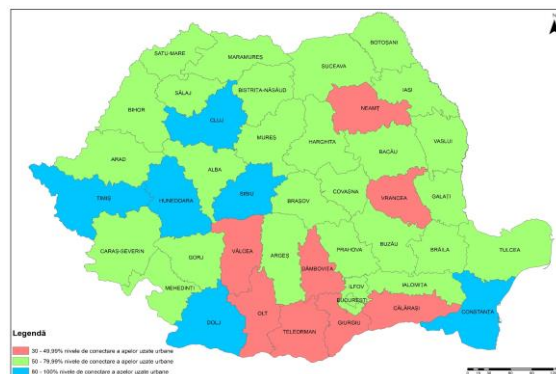 BOTOȘANI
SATU-MARE
MARAMUREȘ
SUCEAVA
BISTRIȚA-NĂSĂUD
SĂLAJ
IAȘI
NEAMȚ
BIHOR
CLUJ
MUREȘ
HARGHITA
VASLUI
BACĂU
ARAD
ALBA
TIMIȘ
HUNEDOARA
SIBIU
COVASNA
VRANCEA
GALAȚI
BRAȘOV
CARAȘ-SEVERIN
GORJ
VÂLCEA
ARGEȘ
PRAHOVA
BUZĂU
BRĂILA
TULCEA
DÂMBOVIȚA
MEHEDINȚI
ILFOV
IALOMIȚA
BUCUREȘTI
CĂLĂRAȘI
CONSTANȚA
DOLJ
OLT
TELEORMAN
GIURGIU
Legendă
30 - 49,99% nivele de conectare a apelor uzate urbane
50 - 79,99% nivele de conectare a apelor uzate urbane
60 - 100% nivele de conectare a apelor uzate urbane